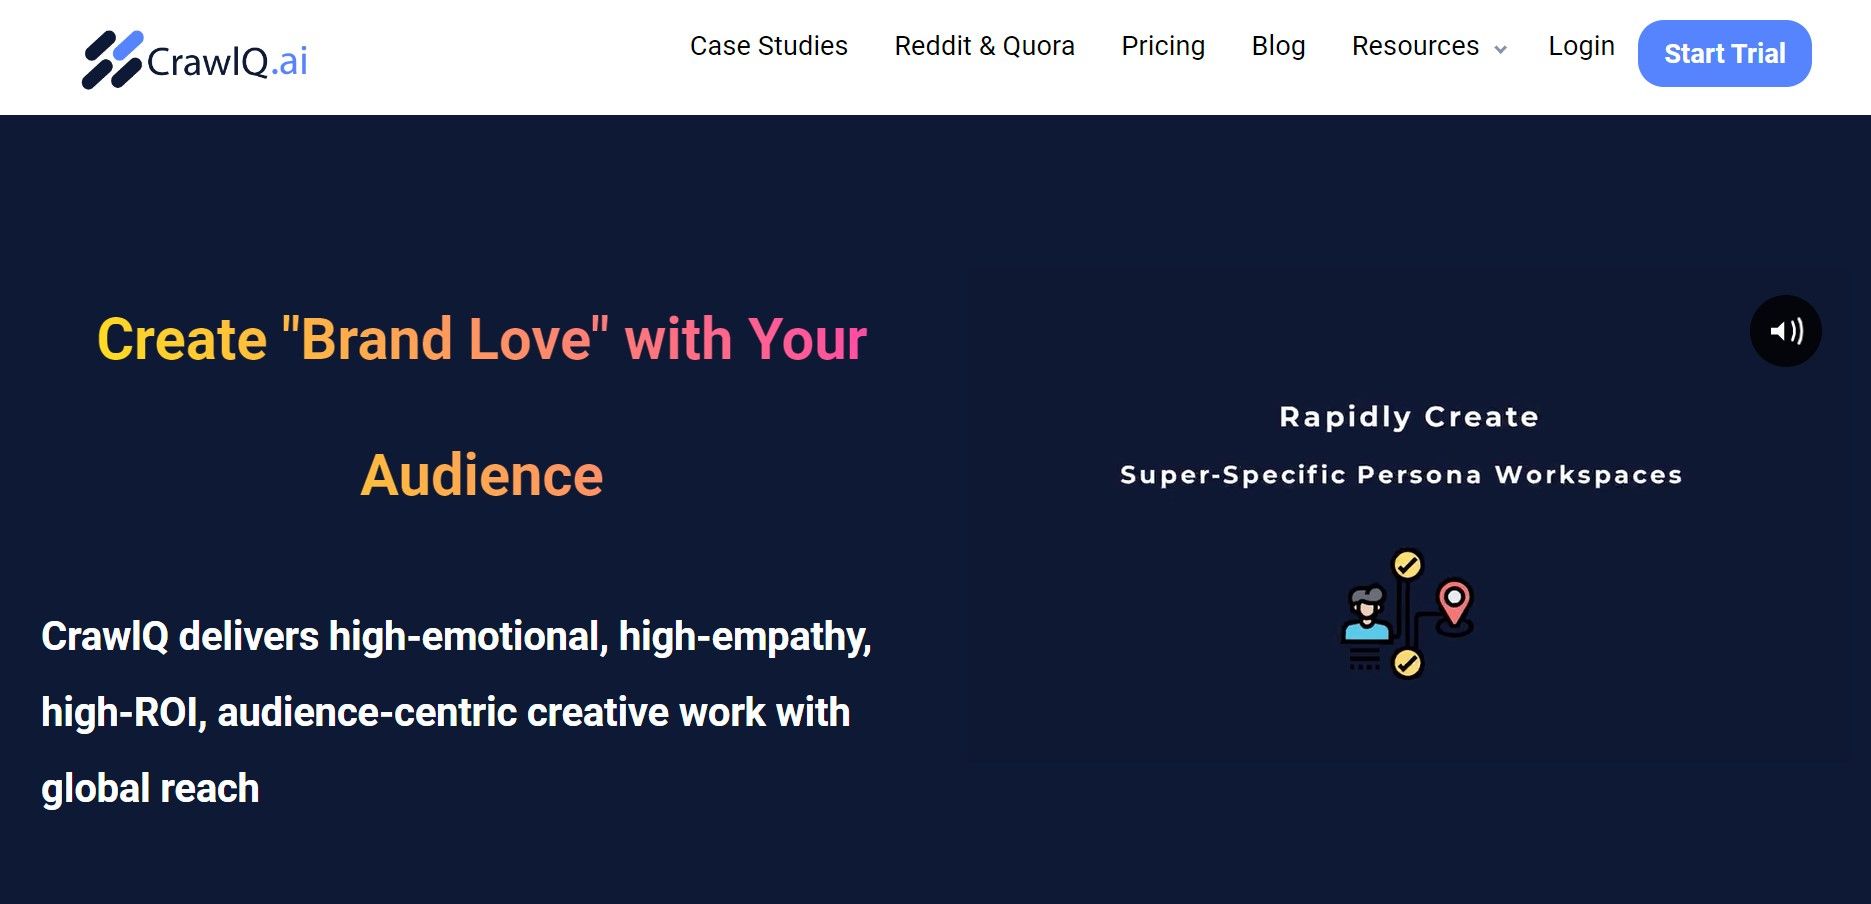 CrawlQ.ai
Case Studies
Reddit & Quora
Pricing
Blog
Resources
Login
Start Trial
Create "Brand Love" with Your
Audience
CrawlQ delivers high-emotional, high-empathy,
high-ROI, audience-centric creative work with
global reach
Rapidly Create
Super-Specific Persona Workspaces